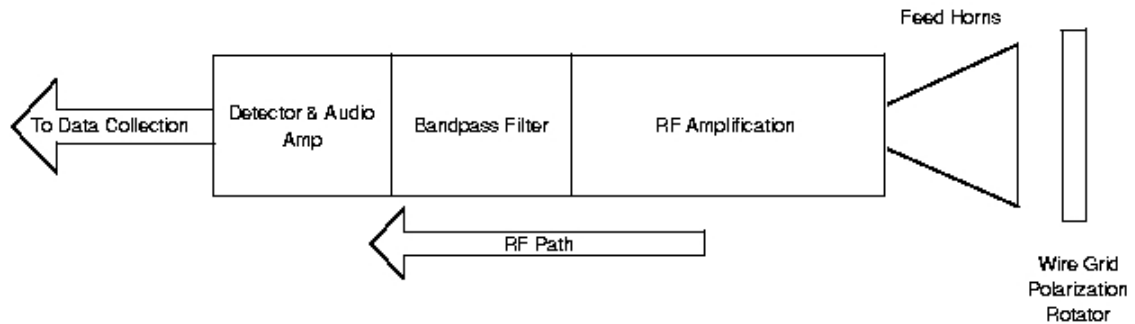 Feed Horns
To Data Collection
Detector & Audio
Amp
Bandpass Filter
RF Amplification
RF Path
Wire Grid
Polarization
Rotator